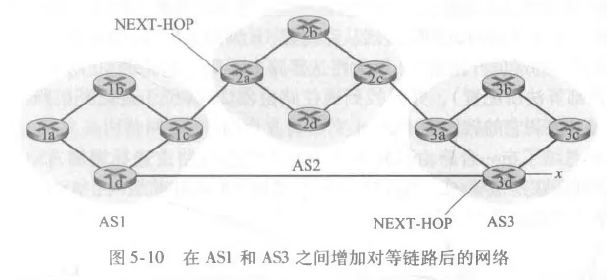 NEXT-HOP
2b
2a
2c
1b
3b
2d
1a
1c
3a
3c
AS2
1d
3d
x
AS1
NEXT-HOP
AS3
图 5-10 在 AS1 和 AS3 之间增加对等链路后的网络